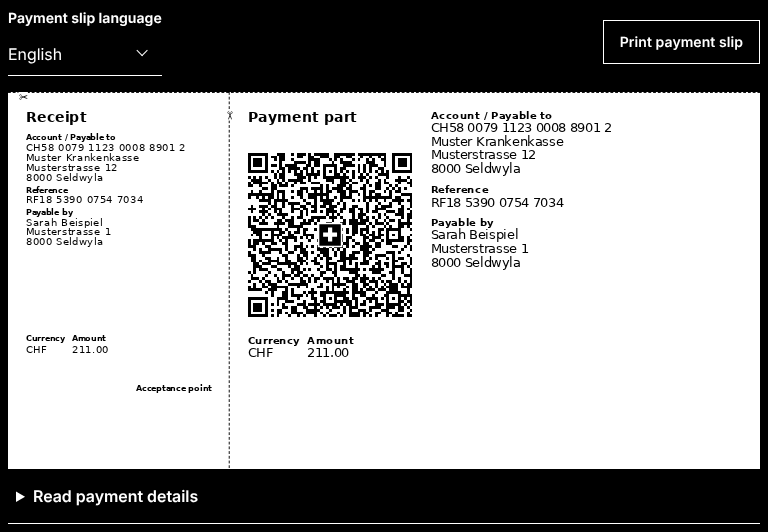 Payment slip language
English
Print payment slip
Receipt
Account / Payable to
CH58 0079 1123 0008 8901 2
Muster Krankenkasse
Musterstrasse 12
8000 Seldwyla
Reference
RF18 5390 0754 7034
Payable by
Sarah Beispiel
Musterstrasse 1
8000 Seldwyla
Currency Amount
CHF 211.00
Acceptance point
Payment part
Currency Amount
CHF 211.00
Account / Payable to
CH58 0079 1123 0008 8901 2
Muster Krankenkasse
Musterstrasse 12
8000 Seldwyla
Reference
RF18 5390 0754 7034
Payable by
Sarah Beispiel
Musterstrasse 1
8000 Seldwyla
Read payment details